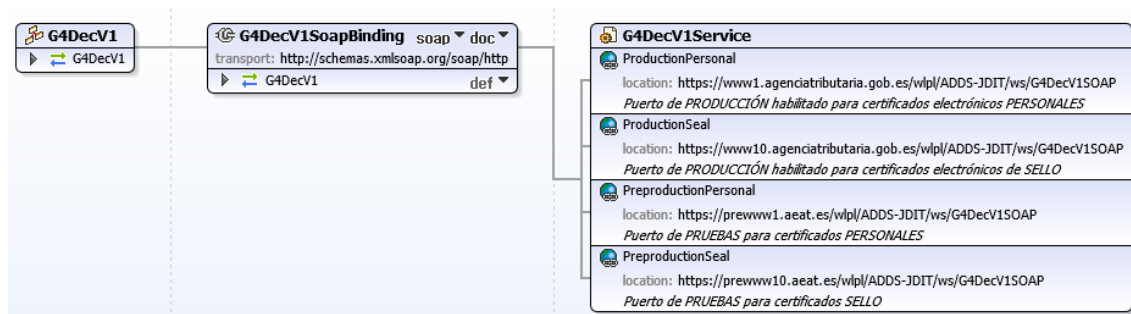 G4DecV1
G4DecV1
G4DecV1SoapBinding soap doc
transport: http://schemas.xmlsoap.org/soap/http
G4DecV1 def
G4DecV1Service
ProductionPersonal
location: https://www1.agenciatributaria.gob.es/wlpl/ADDS-JDIT/ws/G4DecV1SOAP
Puerto de PRODUCCIÓN habilitado para certificados electrónicos PERSONALES
ProductionSeal
location: https://www10.agenciatributaria.gob.es/wlpl/ADDS-JDIT/ws/G4DecV1SOAP
Puerto de PRODUCCIÓN habilitado para certificados electrónicos de SELLO
PreproductionPersonal
location: https://prewww1.aeat.es/wlpl/ADDS-JDIT/ws/G4DecV1SOAP
Puerto de PRUEBAS para certificados PERSONALES
PreproductionSeal
location: https://prewww10.aeat.es/wlpl/ADDS-JDIT/ws/G4DecV1SOAP
Puerto de PRUEBAS para certificados SELLO